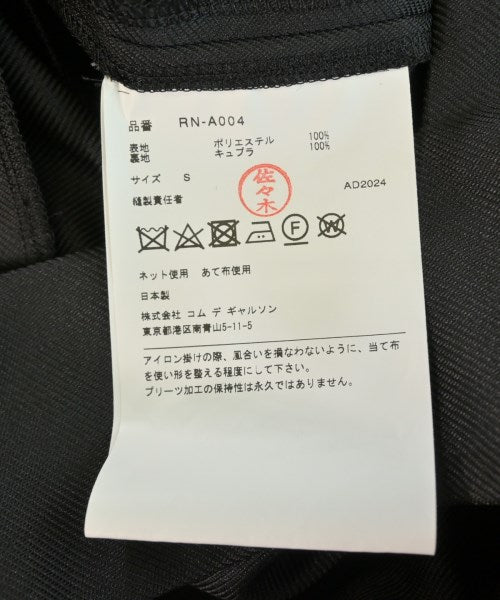 品番 RN-A004
表地 ポリエステル 100%
裏地 キュプラ 100%
サイズ S
佐々木
AD2024
縫製責任者
F
W
ネット使用 あて布使用
日本製
株式会社 コム デ ギャルソン
東京都港区南青山5-11-5
アイロン掛けの際、風合いを損なわないように、当て布
を使い形を整える程度にして下さい。
プリーツ加工の保持性は永久ではありません。